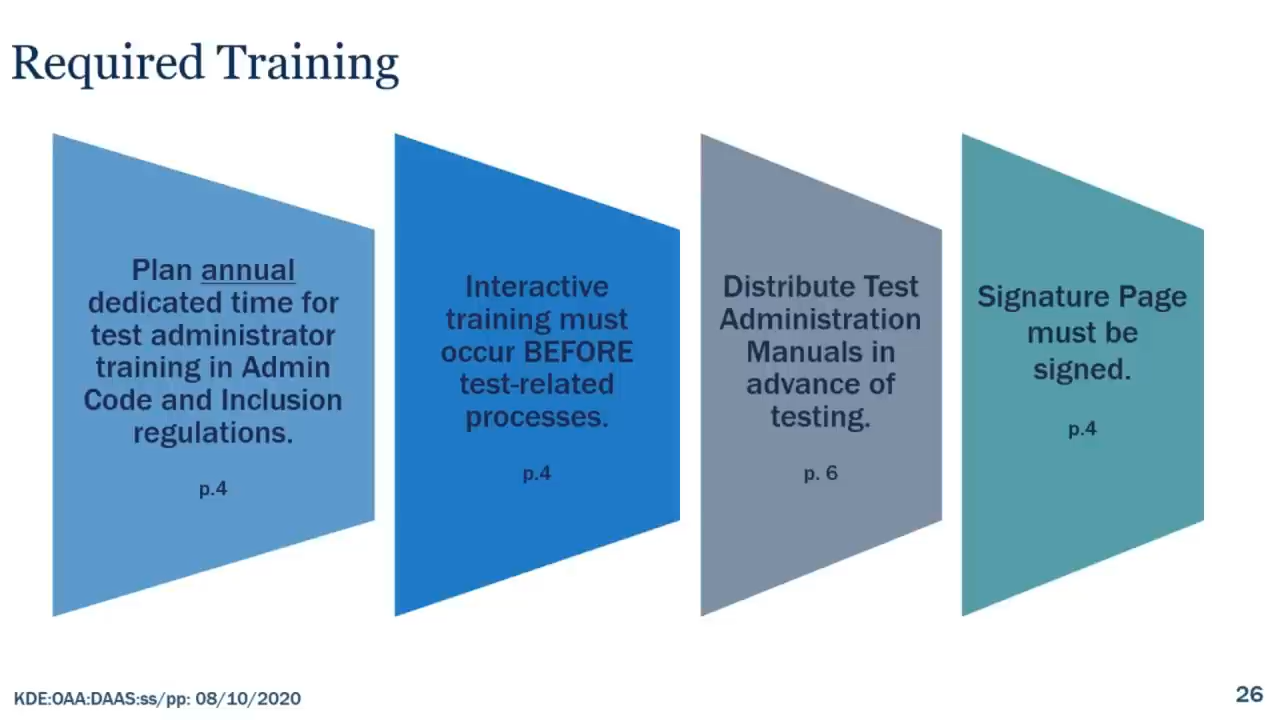 Required Training
Plan annual
dedicated time for
test administrator
training in Admin
Code and Inclusion
regulations.
p.4
Interactive
training must
occur BEFORE
test-related
processes.
p.4
Distribute Test
Administration
Manuals in
advance of
testing.
p. 6
Signature Page
must be
signed.
p.4
KDE:OAA:DAAS:ss/pp: 08/10/2020
26